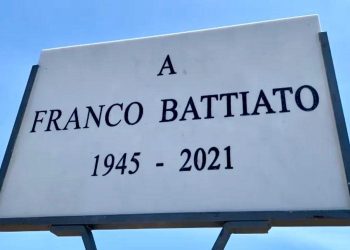 A
FRANCO BATTIATO
1945 - 2021